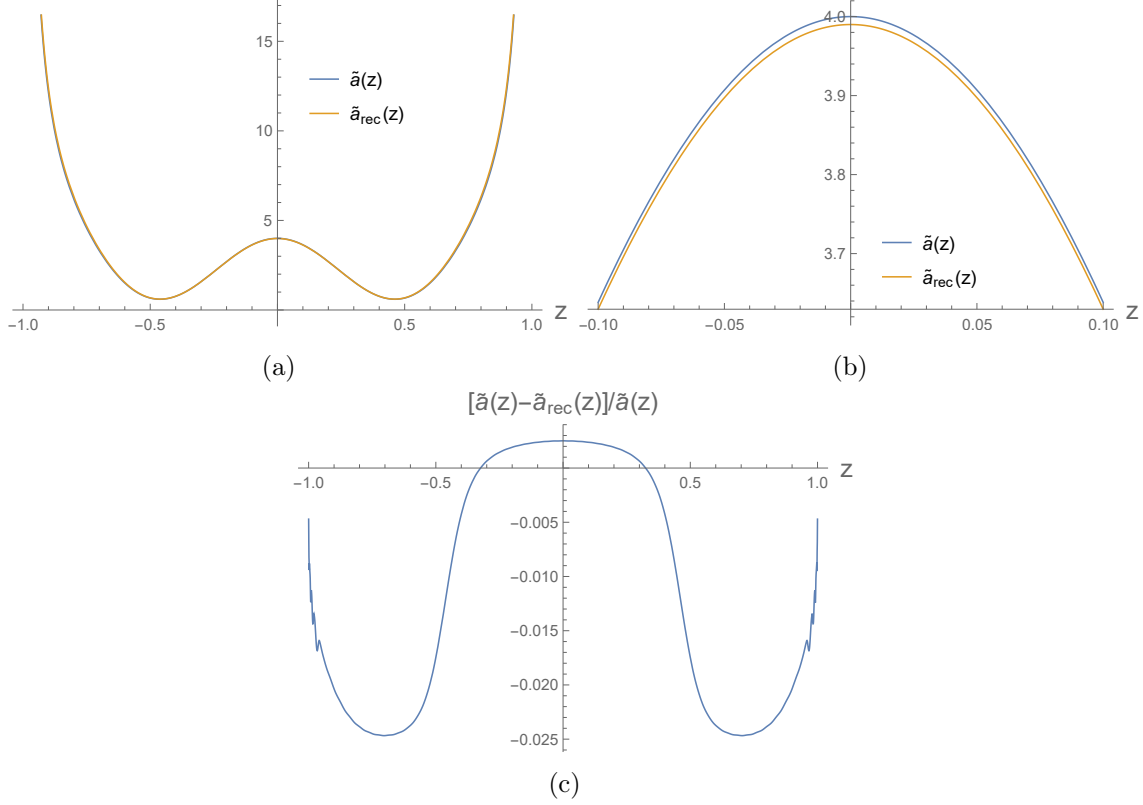 15
10
5
−1.0 −0.5 0.5 1.0 z
ã(z)
ã_rec(z)
(a)
4.0
3.9
3.8
3.7
−0.10 −0.05 0.05 0.10 z
ã(z)
ã_rec(z)
(b)
[ã(z)−ã_rec(z)]/ã(z)
−1.0 −0.5 0.5 1.0 z
−0.005
−0.010
−0.015
−0.020
−0.025
(c)